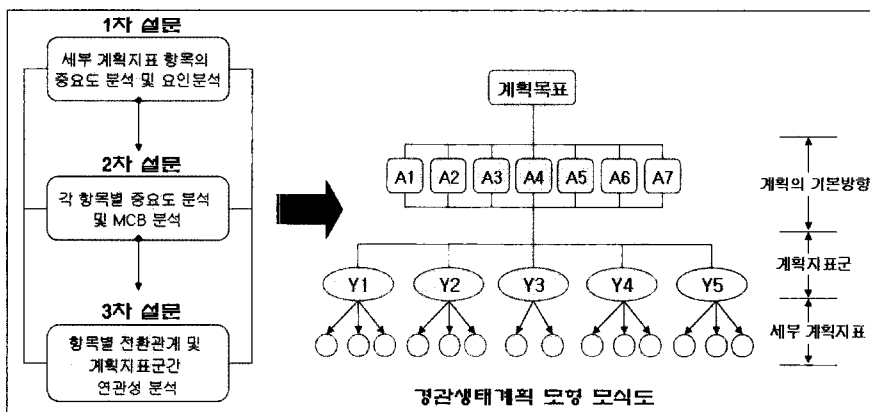 1차 설문
세부 계획지표 항목의
중요도 분석 및 요인분석
2차 설문
각 항목별 중요도 분석
및 MCB 분석
3차 설문
항목별 전환관계 및
계획지표군간
연관성 분석
계획목표
A1 A2 A3 A4 A5 A6 A7
계획의 기본방향
Y1 Y2 Y3 Y4 Y5
계획지표군
세부 계획지표
경관생태계획 모형 모식도